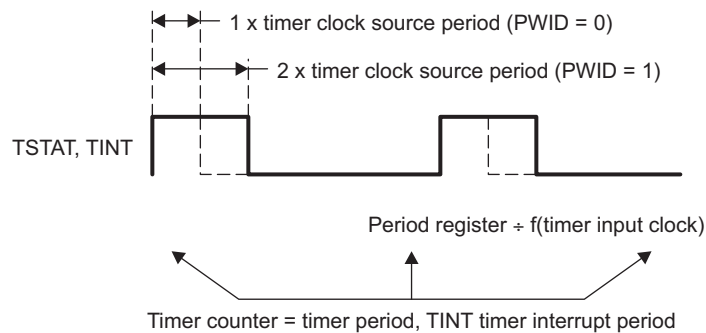 1 x timer clock source period (PWID = 0)
2 x timer clock source period (PWID = 1)
TSTAT, TINT
Period register ÷ f(timer input clock)
Timer counter = timer period, TINT timer interrupt period